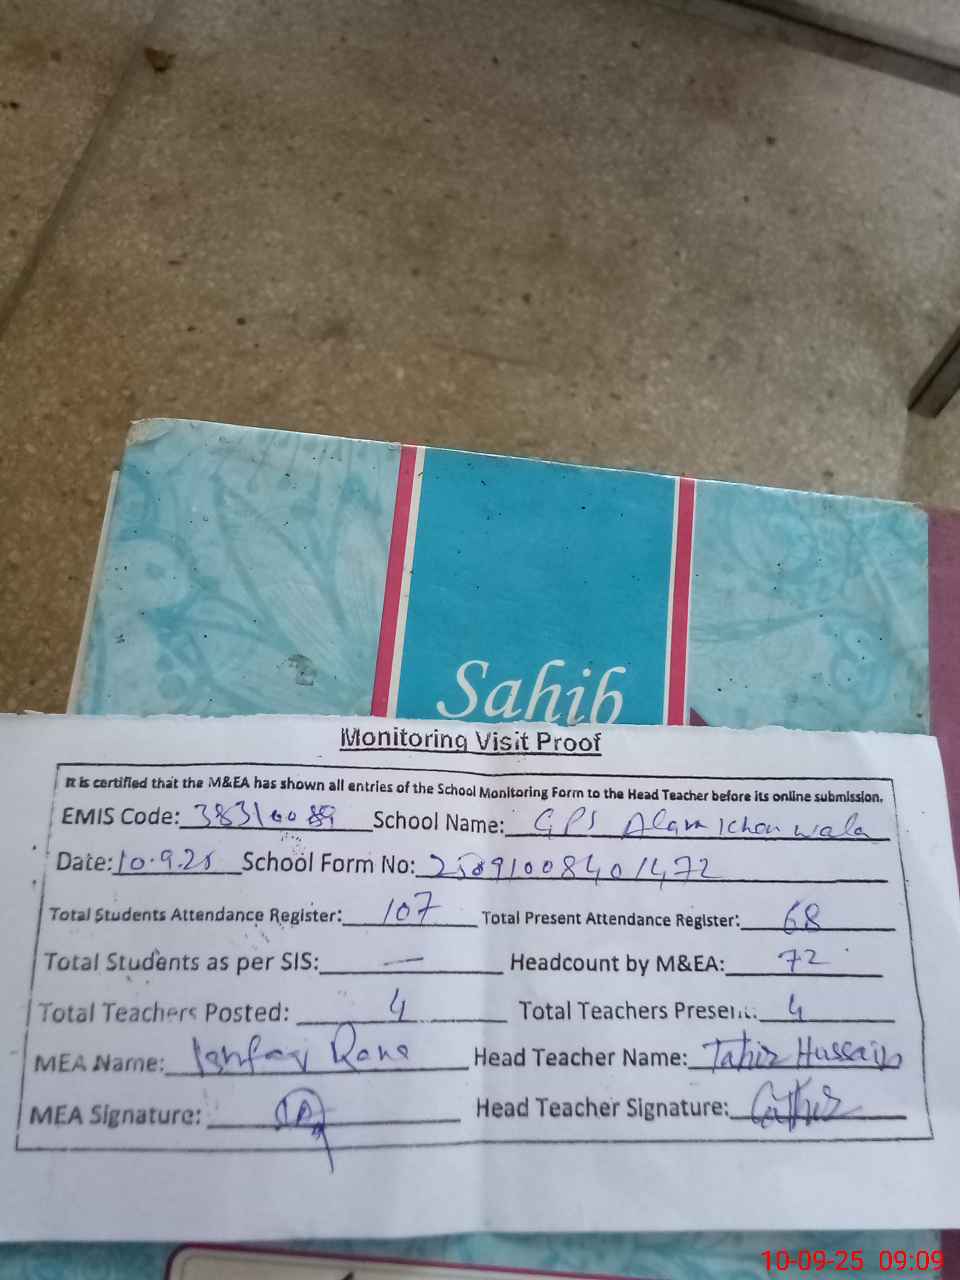 Sahib
Monitoring Visit Proof
It is certified that the M&EA has shown all entries of the School Monitoring Form to the Head Teacher before its online submission.
EMIS Code: 38310089 School Name: GPS Alam Khan wala
Date: 10.9.25 School Form No: 25091008401472
Total Students Attendance Register: 107 Total Present Attendance Register: 68
Total Students as per SIS: — Headcount by M&EA: 72
Total Teachers Posted: 4 Total Teachers Present: 4
MEA Name: Ishfaq Rana Head Teacher Name: Tahir Hussain
MEA Signature: Head Teacher Signature:
10-09-25 09:09